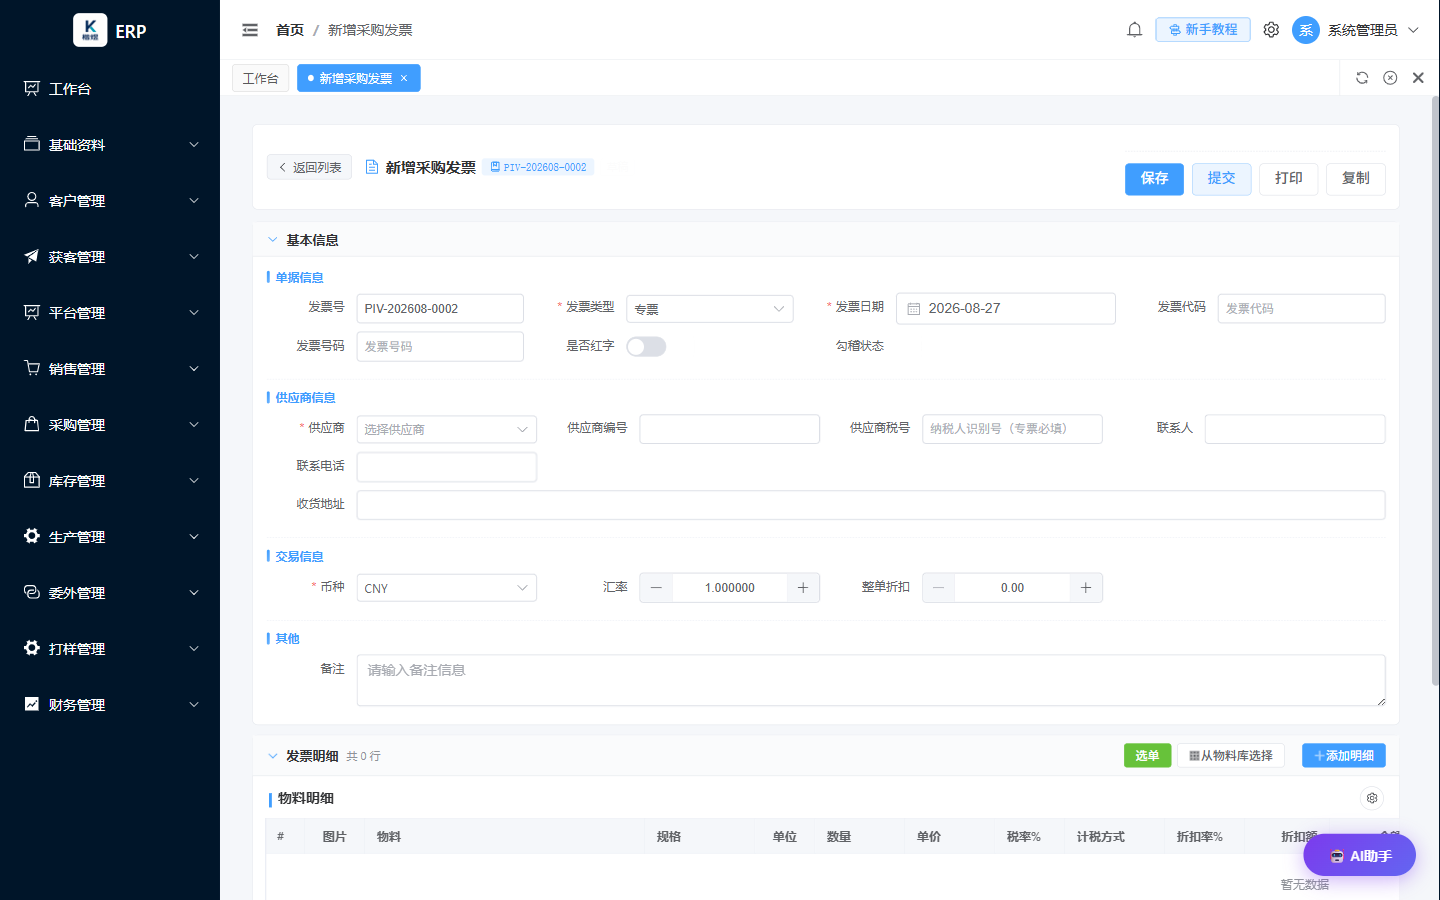 K
ERP
首页 / 新增采购发票
新手教程
系
系统管理员
工作台
新增采购发票 ×
工作台
基础资料
客户管理
获客管理
平台管理
销售管理
采购管理
库存管理
生产管理
委外管理
打样管理
财务管理
返回列表
新增采购发票
PIV-202608-0002
保存
提交
打印
复制
基本信息
单据信息
发票号
PIV-202608-0002
* 发票类型
专票
* 发票日期
2026-08-27
发票代码
发票代码
发票号码
发票号码
是否红字
勾稽状态
供应商信息
* 供应商
选择供应商
供应商编号
供应商税号
纳税人识别号（专票必填）
联系人
联系电话
收货地址
交易信息
* 币种
CNY
汇率
— 1.000000 +
整单折扣
— 0.00 +
其他
备注
请输入备注信息
发票明细 共 0 行
选单
从物料库选择
+添加明细
物料明细
# 图片 物料 规格 单位 数量 单价 税率% 计税方式 折扣率% 折扣额
暂无数据
AI助手